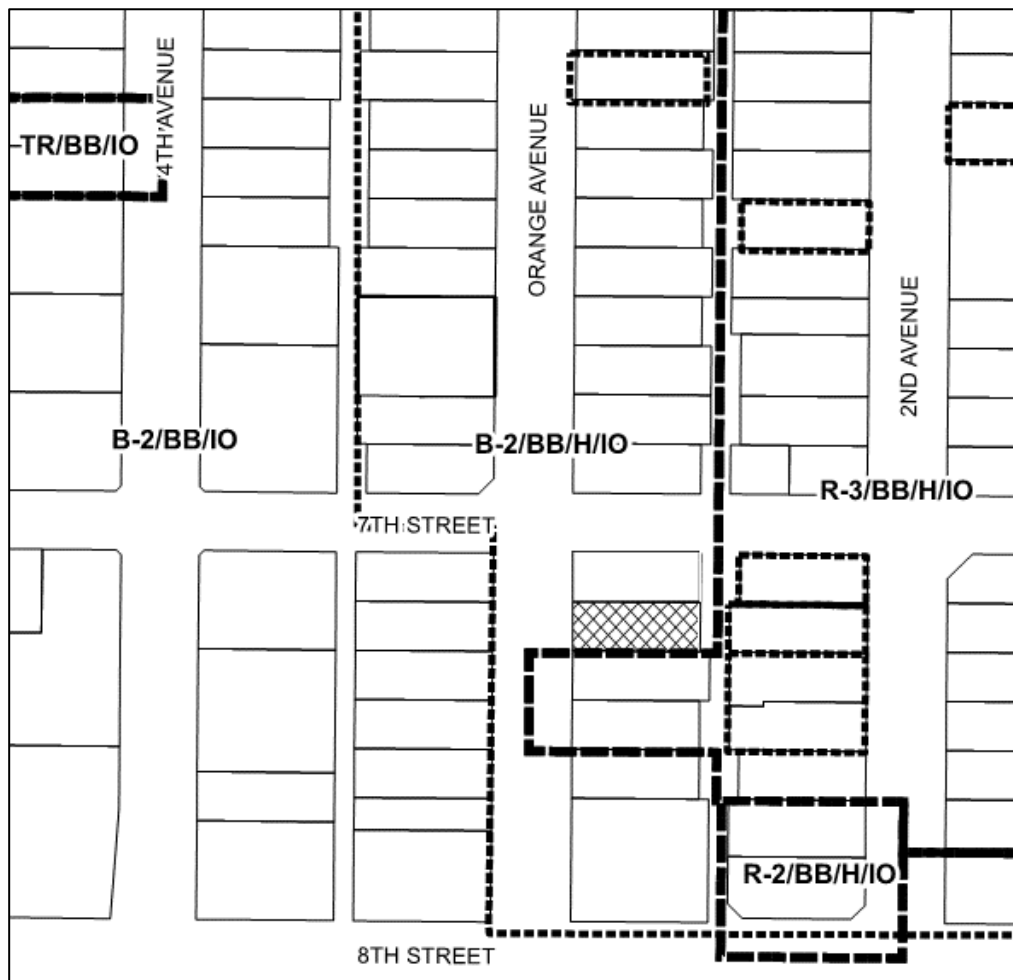 4TH AVENUE
TR/BB/IO
ORANGE AVENUE
2ND AVENUE
B-2/BB/IO
B-2/BB/H/IO
R-3/BB/H/IO
7TH STREET
R-2/BB/H/IO
8TH STREET